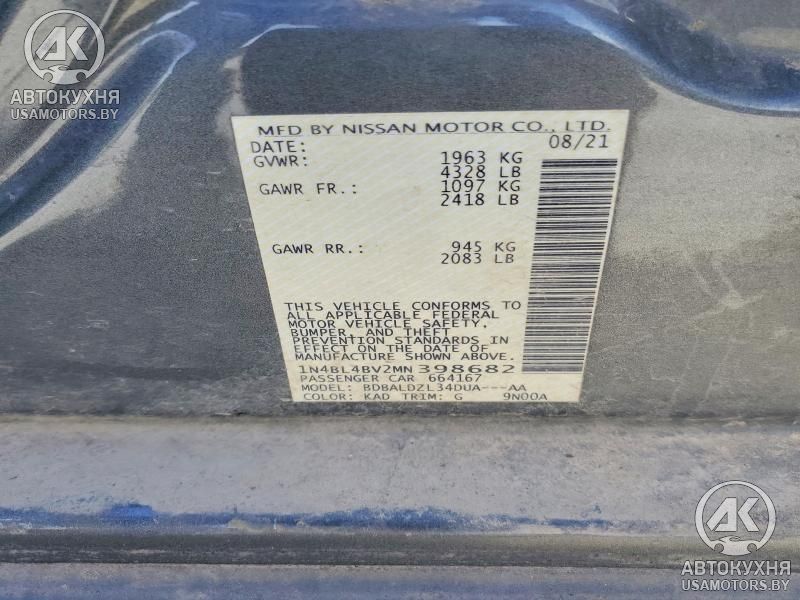 АК
АВТОКУХНЯ
USAMOTORS.BY
MFD BY NISSAN MOTOR CO., LTD.
DATE: 08/21
GVWR: 1963 KG
4328 LB
GAWR FR.: 1097 KG
2418 LB
GAWR RR.: 945 KG
2083 LB
THIS VEHICLE CONFORMS TO
ALL APPLICABLE FEDERAL
MOTOR VEHICLE SAFETY,
BUMPER, AND THEFT
PREVENTION STANDARDS IN
EFFECT ON THE DATE OF
MANUFACTURE SHOWN ABOVE.
1N4BL4BV2MN398682
PASSENGER CAR 664167
MODEL: BDBALDZL34DUA---AA
COLOR: KAD TRIM: G 9N00A
АК
АВТОКУХНЯ
USAMOTORS.BY